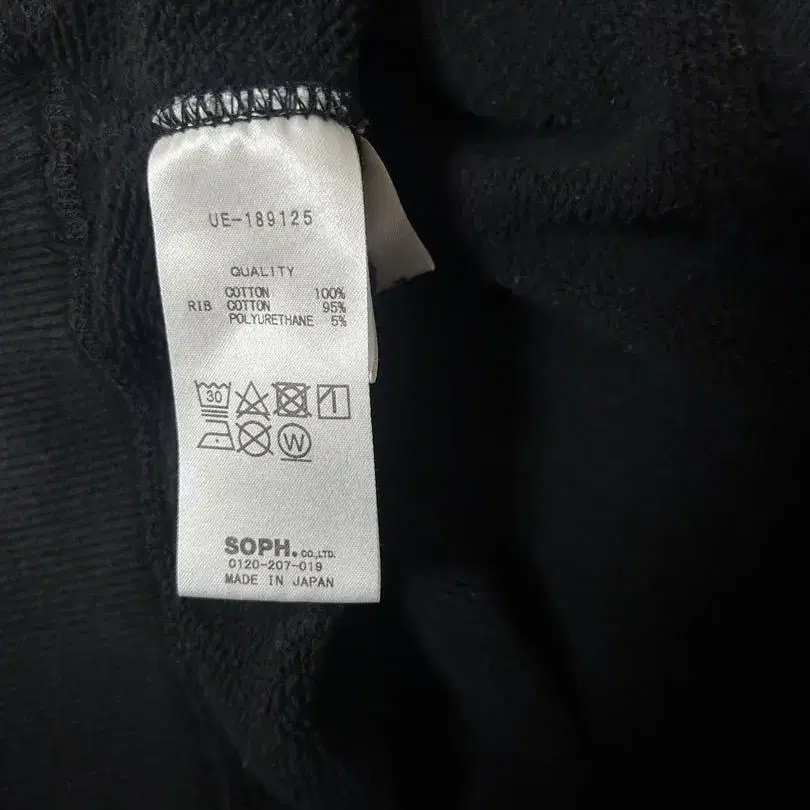 UE-189125
QUALITY
COTTON 100%
RIB COTTON 95%
POLYURETHANE 5%
30
W
SOPH. CO.,LTD.
0120-207-019
MADE IN JAPAN